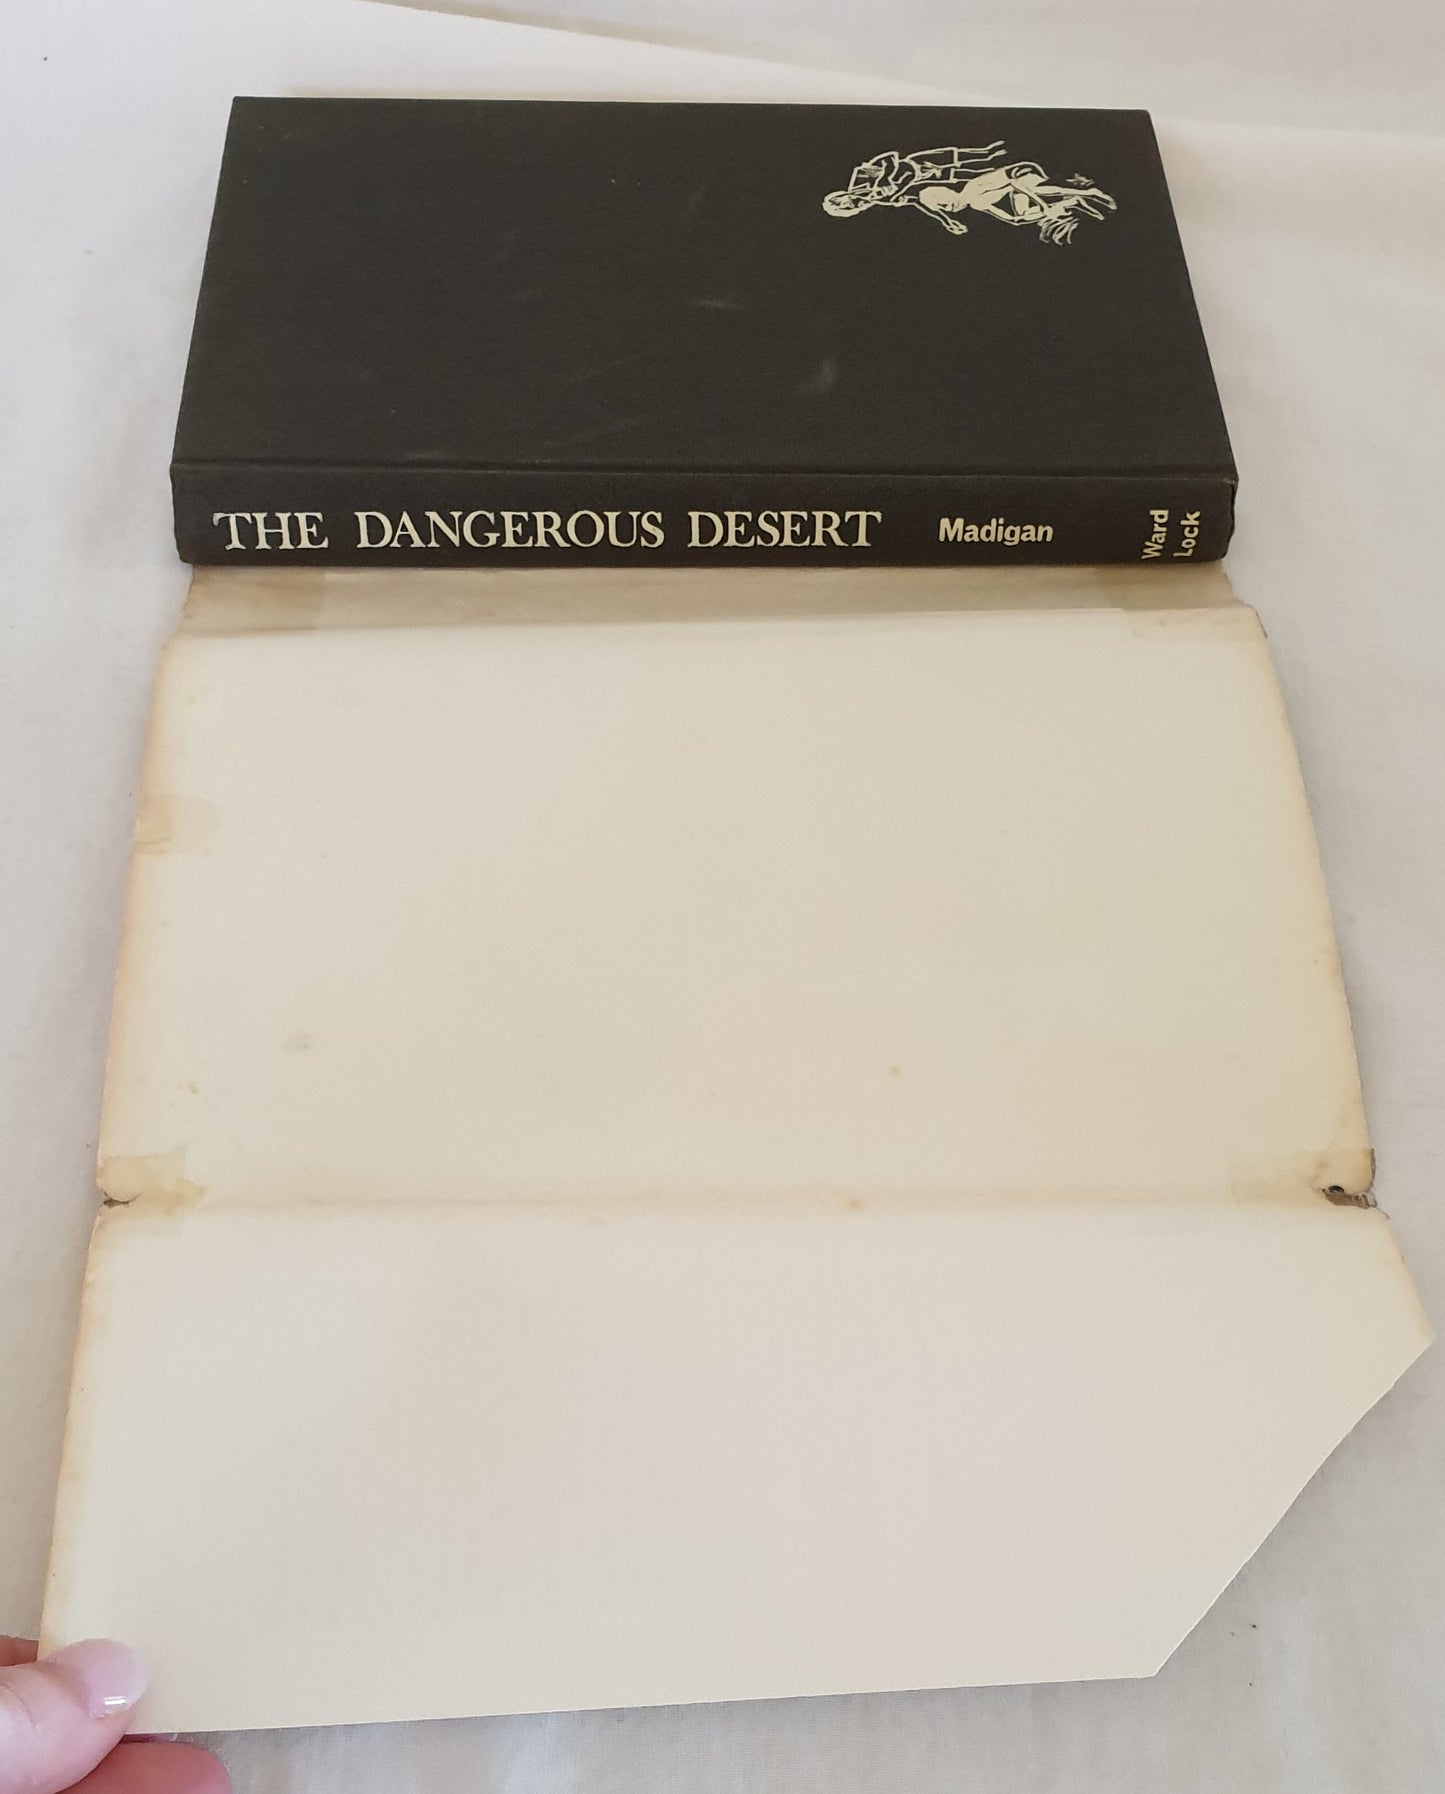 THE DANGEROUS DESERT
Madigan
Ward
Lock